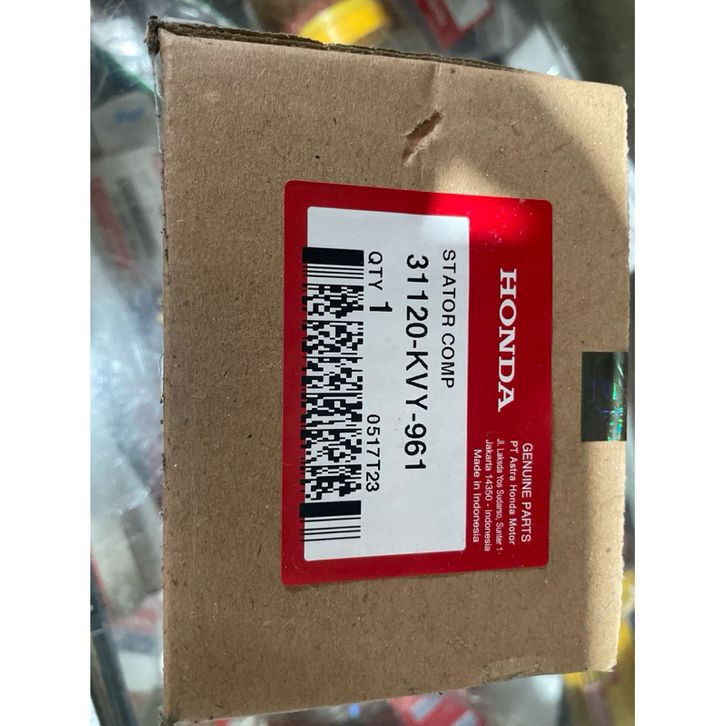 HONDA
GENUINE PARTS
PT Astra Honda Motor
Jl. Laksda Yos Sudarso, Sunter 1
Jakarta 14350 - Indonesia
Made in Indonesia
STATOR COMP
31120-KVY-961
QTY 1
0517T23